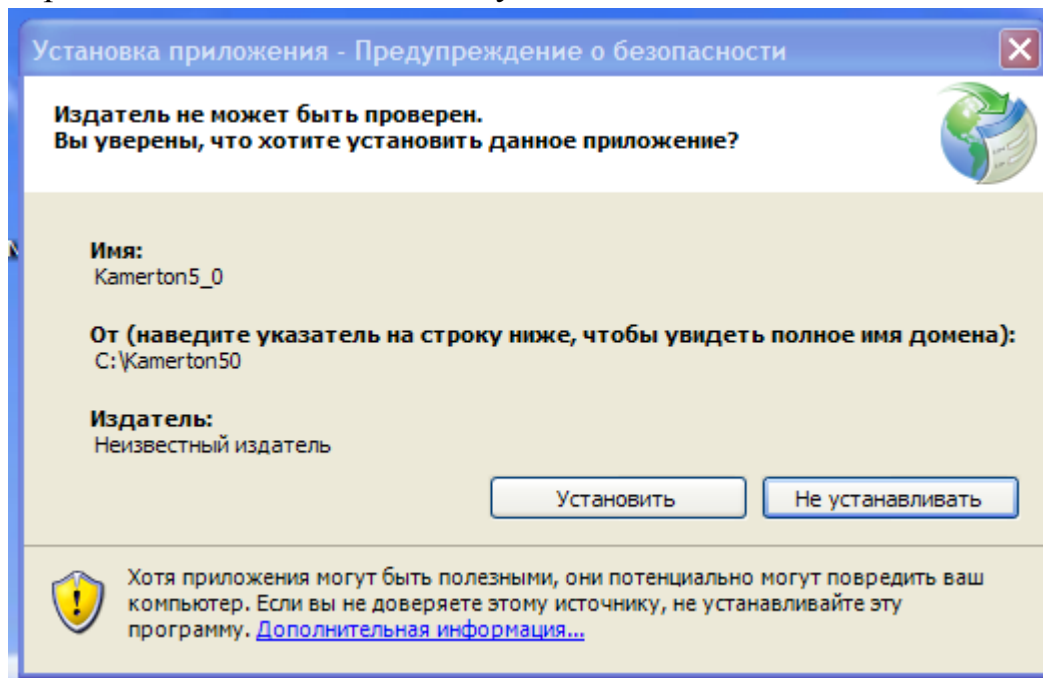 Установка приложения - Предупреждение о безопасности
Издатель не может быть проверен.
Вы уверены, что хотите установить данное приложение?
Имя:
Kamerton5_0
От (наведите указатель на строку ниже, чтобы увидеть полное имя домена):
C:\Kamerton50
Издатель:
Неизвестный издатель
Установить
Не устанавливать
Хотя приложения могут быть полезными, они потенциально могут повредить ваш
компьютер. Если вы не доверяете этому источнику, не устанавливайте эту
программу. Дополнительная информация...